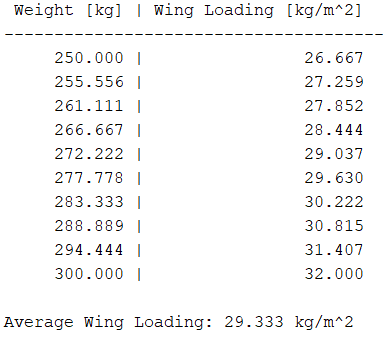 Weight [kg] | Wing Loading [kg/m^2]
---------------------------------------
250.000 | 26.667
255.556 | 27.259
261.111 | 27.852
266.667 | 28.444
272.222 | 29.037
277.778 | 29.630
283.333 | 30.222
288.889 | 30.815
294.444 | 31.407
300.000 | 32.000
Average Wing Loading: 29.333 kg/m^2